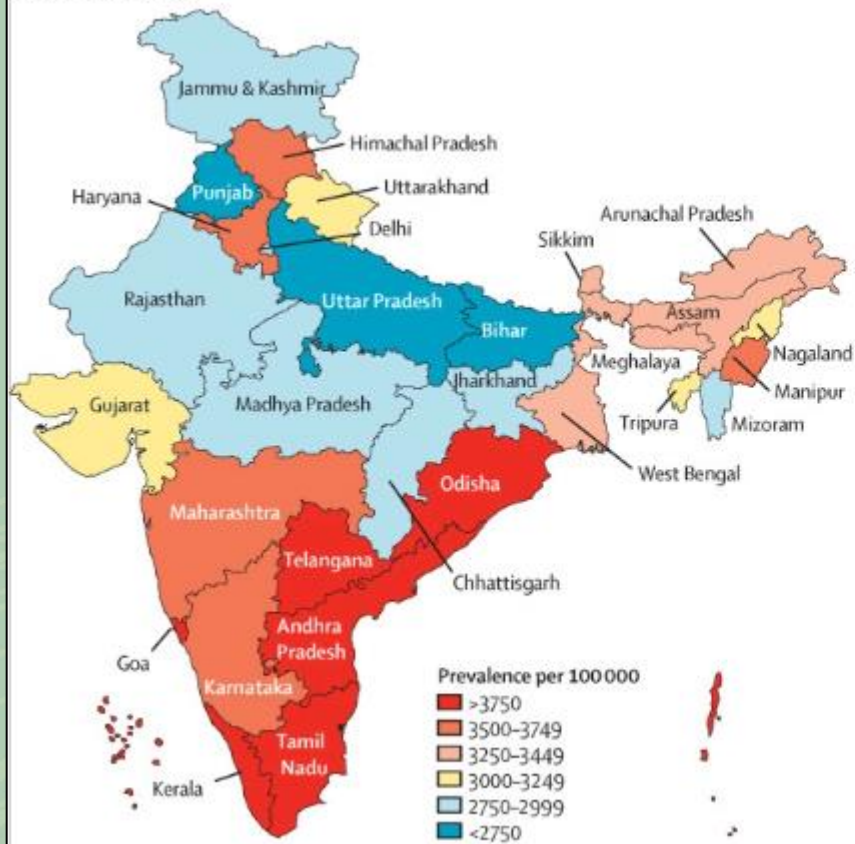 Jammu & Kashmir
Himachal Pradesh
Punjab
Uttarakhand
Haryana
Delhi
Arunachal Pradesh
Sikkim
Rajasthan
Uttar Pradesh
Assam
Bihar
Meghalaya
Nagaland
Jharkhand
Manipur
Gujarat
Madhya Pradesh
Tripura
Mizoram
West Bengal
Odisha
Maharashtra
Telangana
Chhattisgarh
Andhra
Pradesh
Goa
Karnataka
Tamil
Nadu
Kerala
Prevalence per 100 000
>3750
3500–3749
3250–3449
3000–3249
2750–2999
<2750